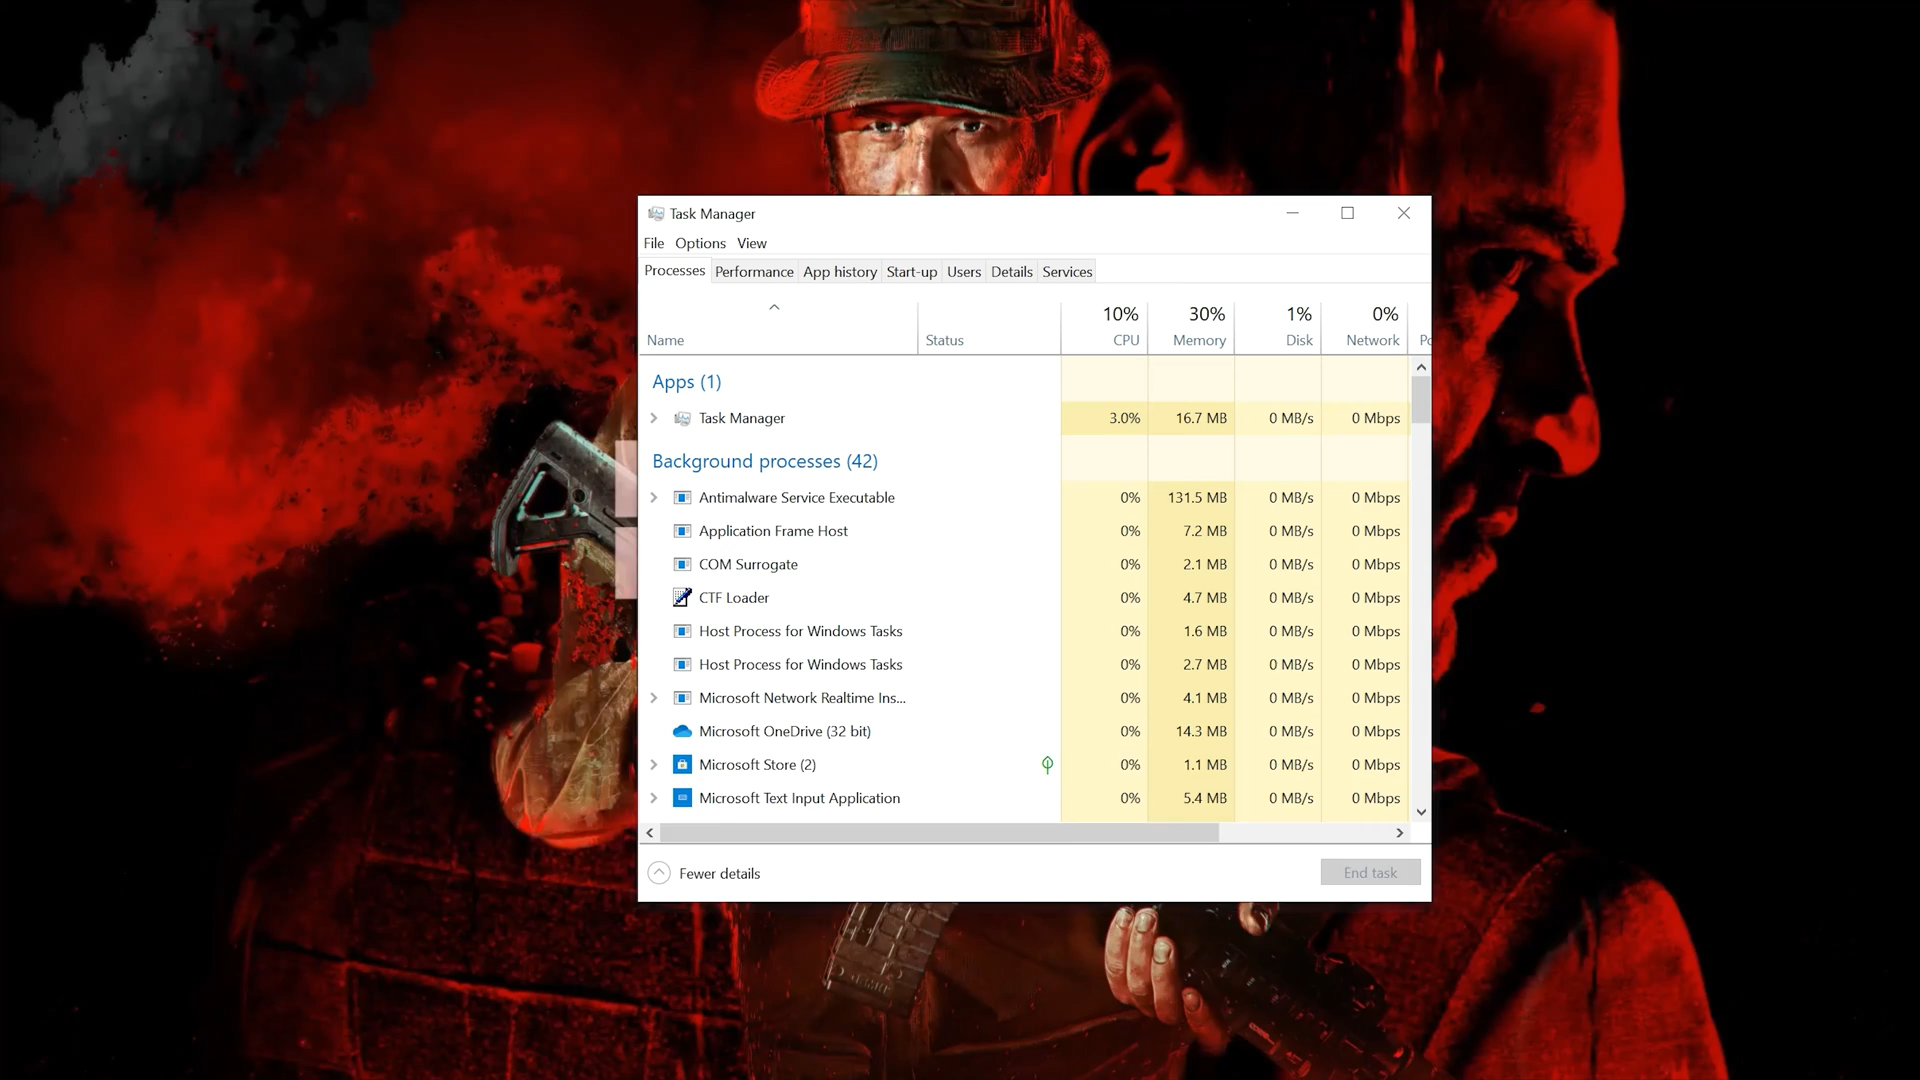 Task Manager
File Options View
Processes Performance App history Start-up Users Details Services
10% 30% 1% 0%
Name Status CPU Memory Disk Network
Apps (1)
Task Manager 3.0% 16.7 MB 0 MB/s 0 Mbps
Background processes (42)
Antimalware Service Executable 0% 131.5 MB 0 MB/s 0 Mbps
Application Frame Host 0% 7.2 MB 0 MB/s 0 Mbps
COM Surrogate 0% 2.1 MB 0 MB/s 0 Mbps
CTF Loader 0% 4.7 MB 0 MB/s 0 Mbps
Host Process for Windows Tasks 0% 1.6 MB 0 MB/s 0 Mbps
Host Process for Windows Tasks 0% 2.7 MB 0 MB/s 0 Mbps
Microsoft Network Realtime Ins... 0% 4.1 MB 0 MB/s 0 Mbps
Microsoft OneDrive (32 bit) 0% 14.3 MB 0 MB/s 0 Mbps
Microsoft Store (2) 0% 1.1 MB 0 MB/s 0 Mbps
Microsoft Text Input Application 0% 5.4 MB 0 MB/s 0 Mbps
Fewer details End task